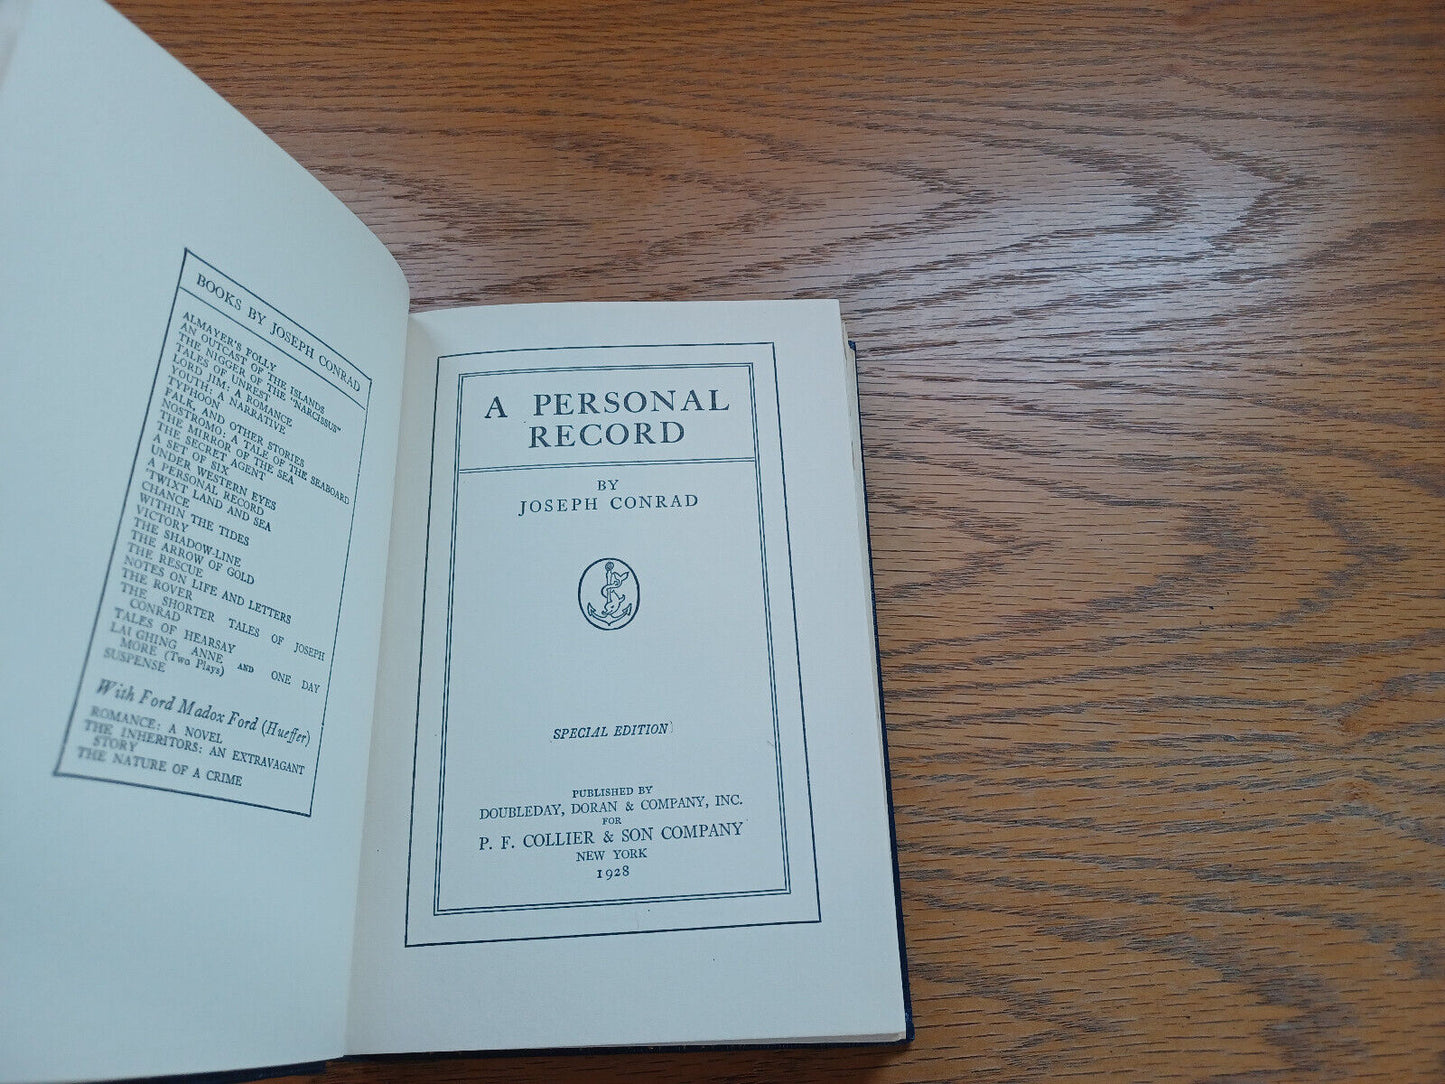 BOOKS BY JOSEPH CONRAD
ALMAYER'S FOLLY
AN OUTCAST OF THE ISLANDS
THE NIGGER OF THE "NARCISSUS"
TALES OF UNREST
LORD JIM: A ROMANCE
YOUTH: A NARRATIVE
TYPHOON
FALK, AND OTHER STORIES
NOSTROMO: A TALE OF THE SEABOARD
THE MIRROR OF THE SEA
THE SECRET AGENT
A SET OF SIX
UNDER WESTERN EYES
A PERSONAL RECORD
'TWIXT LAND AND SEA
CHANCE
WITHIN THE TIDES
VICTORY
THE SHADOW-LINE
THE ARROW OF GOLD
THE RESCUE
NOTES ON LIFE AND LETTERS
THE ROVER
THE SHORTER TALES OF JOSEPH
CONRAD
TALES OF HEARSAY
LAUGHING ANNE AND ONE DAY
MORE (Two Plays)
SUSPENSE
With Ford Madox Ford (Hueffer)
ROMANCE: A NOVEL
THE INHERITORS: AN EXTRAVAGANT
STORY
THE NATURE OF A CRIME
A PERSONAL
RECORD
BY
JOSEPH CONRAD
[SPECIAL EDITION]
PUBLISHED BY
DOUBLEDAY, DORAN & COMPANY, INC.
FOR
P. F. COLLIER & SON COMPANY
NEW YORK
1928